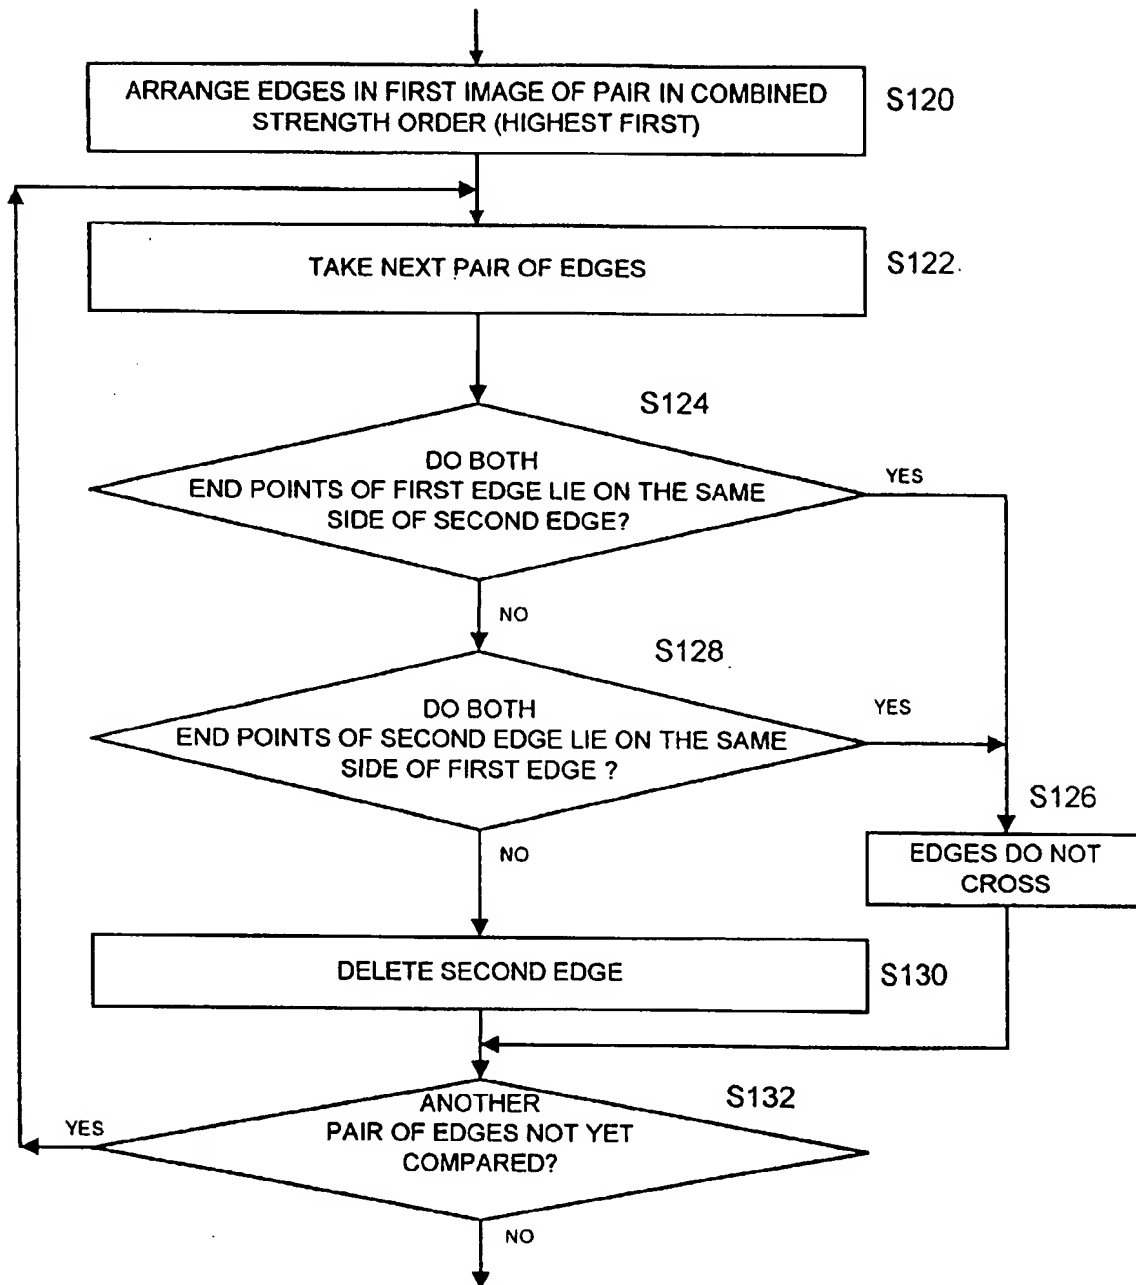 ARRANGE EDGES IN FIRST IMAGE OF PAIR IN COMBINED
STRENGTH ORDER (HIGHEST FIRST)
S120
TAKE NEXT PAIR OF EDGES
S122
S124
DO BOTH
END POINTS OF FIRST EDGE LIE ON THE SAME
SIDE OF SECOND EDGE?
YES
NO
S128
DO BOTH
END POINTS OF SECOND EDGE LIE ON THE SAME
SIDE OF FIRST EDGE ?
YES
NO
S126
EDGES DO NOT
CROSS
DELETE SECOND EDGE
S130
S132
ANOTHER
PAIR OF EDGES NOT YET
COMPARED?
YES
NO